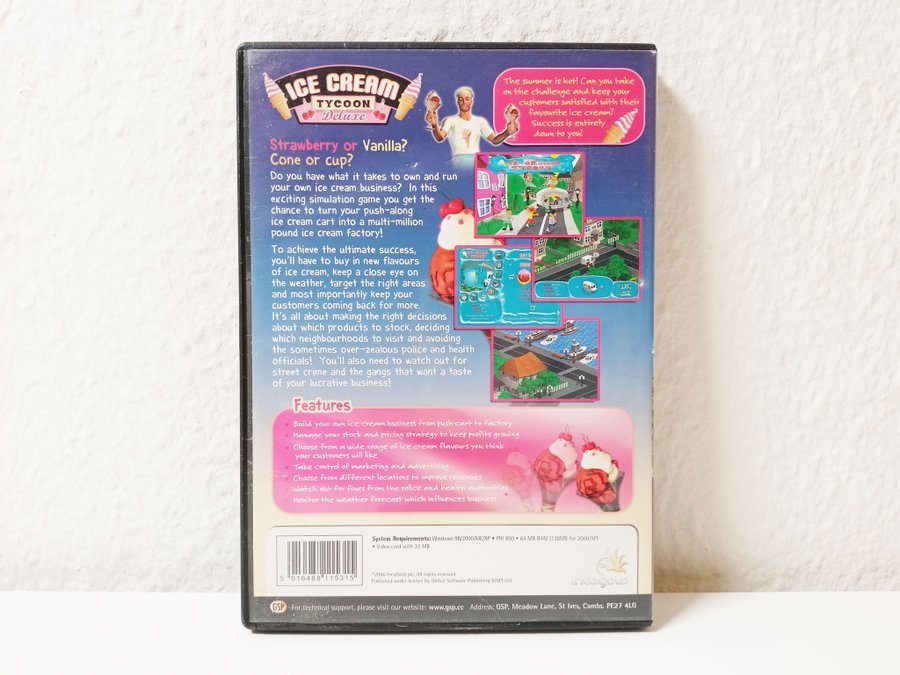 ICE CREAM
TYCOON
Deluxe
The summer is hot! Can you take
on the challenge and keep your
customers satisfied with their
favourite ice cream?
Success is entirely
down to you!
Strawberry or Vanilla?
Cone or cup?
Do you have what it takes to own and run
your own ice cream business? In this
exciting simulation game you get the
chance to turn your push-along
ice cream cart into a multi-million
pound ice cream factory!
To achieve the ultimate success,
you'll have to buy in new flavours
of ice cream, keep a close eye on
the weather, target the right areas
and most importantly keep your
customers coming back for more.
It's all about making the right decisions
about which products to stock, deciding
which neighbourhoods to visit and avoiding
the sometimes over-zealous police and health
officials! You'll also need to watch out for
street crime and the gangs that want a taste
of your lucrative business!
Features
• Build your own ice cream business from push-cart to factory
• Manage your stock and pricing strategy to keep profits growing
• Choose from a wide range of ice cream flavours you think
your customers will like
• Take control of marketing and advertising
• Choose from different locations to improve revenues
• Watch out for fines from the police and health authorities
• Monitor the weather forecast which influences business
System Requirements: Windows 98/2000/ME/XP • PIII 800 • 64 MB RAM (128MB for 2000/XP)
• Video card with 32 MB
©2006 IncaGold plc. All rights reserved
Published under licence by Global Software Publishing (GSP) Ltd
5 016488 115315
incagold
GSP For technical support, please visit our website: www.gsp.cc Address: GSP, Meadow Lane, St Ives, Cambs. PE27 4LG